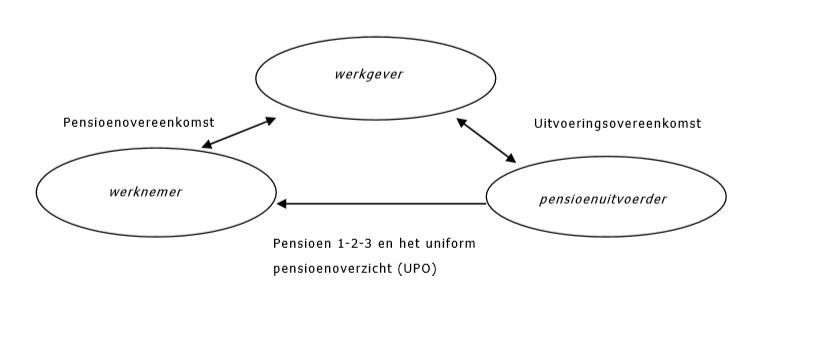 werkgever
Pensioenovereenkomst
Uitvoeringsovereenkomst
werknemer
pensioenuitvoerder
Pensioen 1-2-3 en het uniform
pensioenoverzicht (UPO)